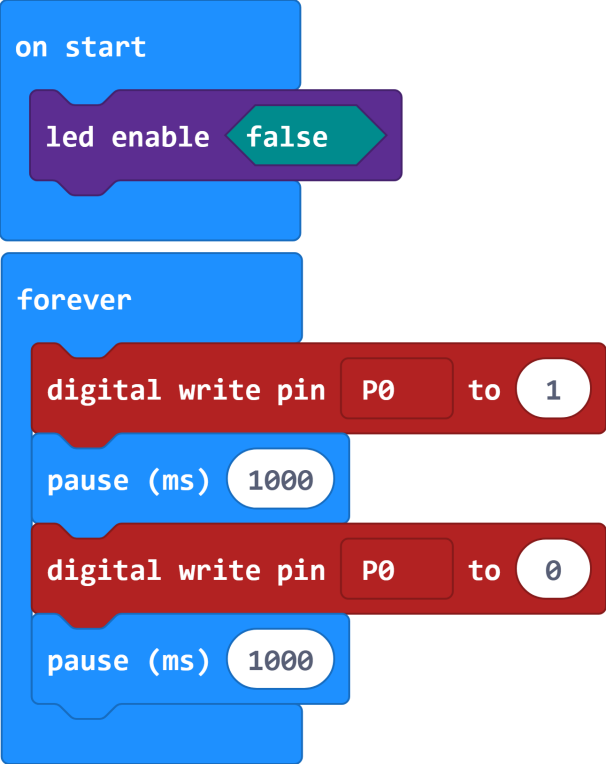 on start
led enable false
forever
digital write pin P0 to 1
pause (ms) 1000
digital write pin P0 to 0
pause (ms) 1000